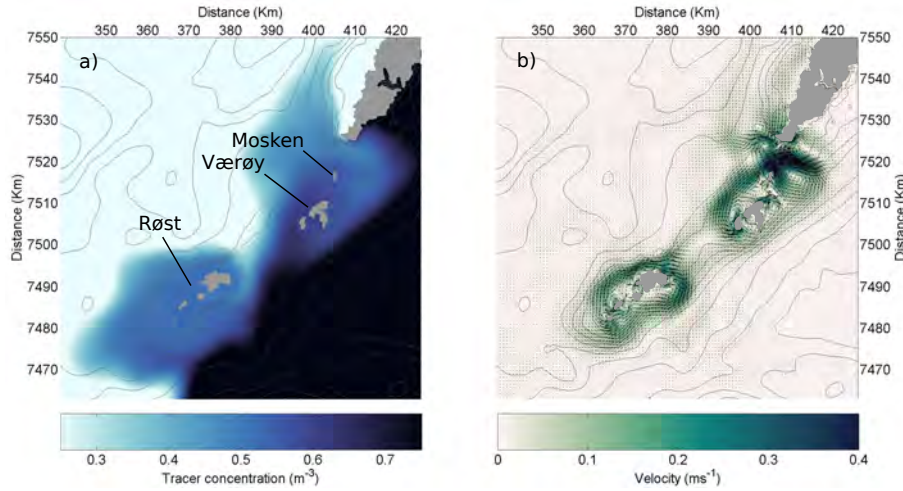 Distance (Km)
350 360 370 380 390 400 410 420
7550
7540
7530
7520
7510
7500
7490
7480
7470
Distance (Km)
a)
Mosken
Værøy
Røst
0.3 0.4 0.5 0.6 0.7
Tracer concentration (m⁻³)
Distance (Km)
350 360 370 380 390 400 410 420
7550
7540
7530
7520
7510
7500
7490
7480
7470
Distance (Km)
b)
0 0.1 0.2 0.3 0.4
Velocity (ms⁻¹)